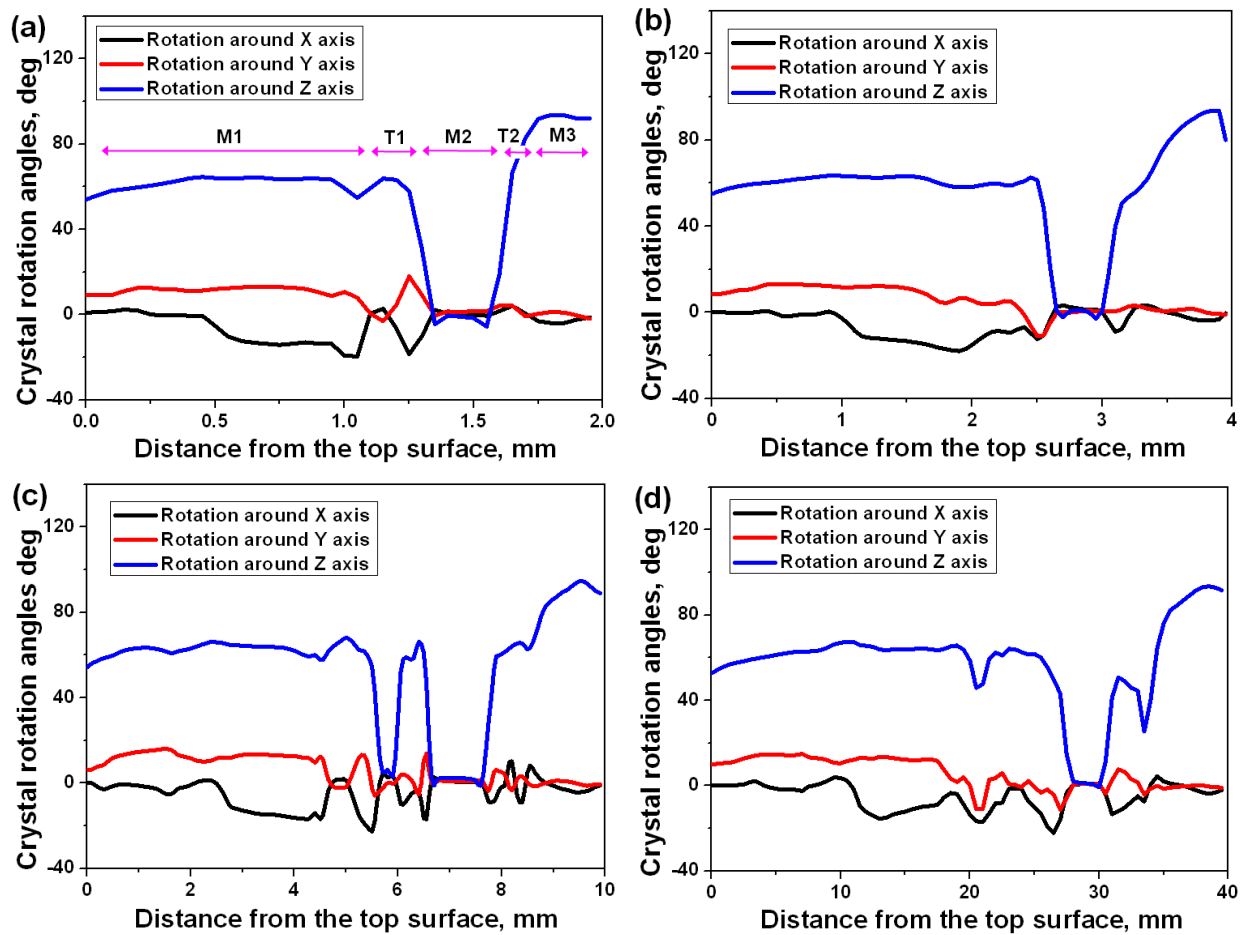 (a)
Rotation around X axis
Rotation around Y axis
Rotation around Z axis
M1 T1 M2 T2 M3
Crystal rotation angles, deg
120
80
40
0
-40
0.0 0.5 1.0 1.5 2.0
Distance from the top surface, mm
(b)
Rotation around X axis
Rotation around Y axis
Rotation around Z axis
Crystal rotation angles, deg
120
80
40
0
-40
0 1 2 3 4
Distance from the top surface, mm
(c)
Rotation around X axis
Rotation around Y axis
Rotation around Z axis
Crystal rotation angles deg
120
80
40
0
-40
0 2 4 6 8 10
Distance from the top surface, mm
(d)
Rotation around X axis
Rotation around Y axis
Rotation around Z axis
Crystal rotation angles, deg
120
80
40
0
-40
0 10 20 30 40
Distance from the top surface, mm